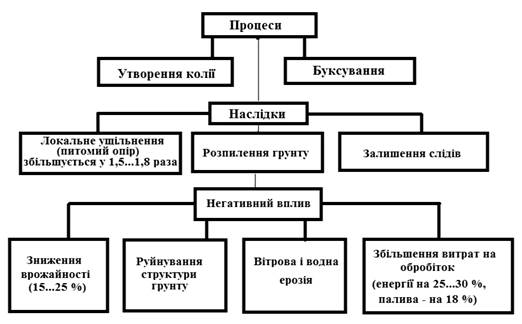 Процеси
Утворення колії
Буксування
Наслідки
Локальне ущільнення
(питомий опір)
збільшується у 1,5...1,8 раза
Розпилення грунту
Залишення слідів
Негативний вплив
Зниження
врожайності
(15...25 %)
Руйнування
структури
грунту
Вітрова і водна
ерозія
Збільшення витрат на
обробіток
(енергії на 25...30 %,
палива - на 18 %)